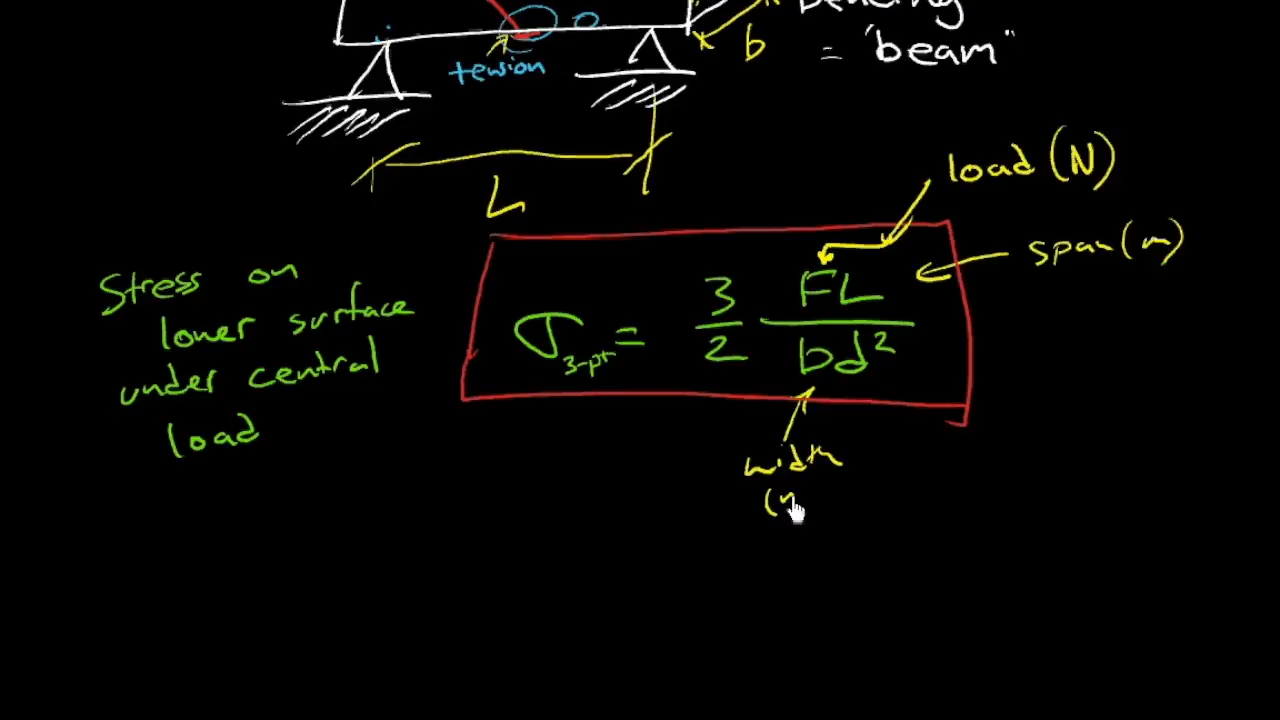 bending
= "beam"
b
tension
L
load (N)
span (m)
Stress on
lower surface
under central
load
σ3-pt = 3/2 FL/bd²
width
(